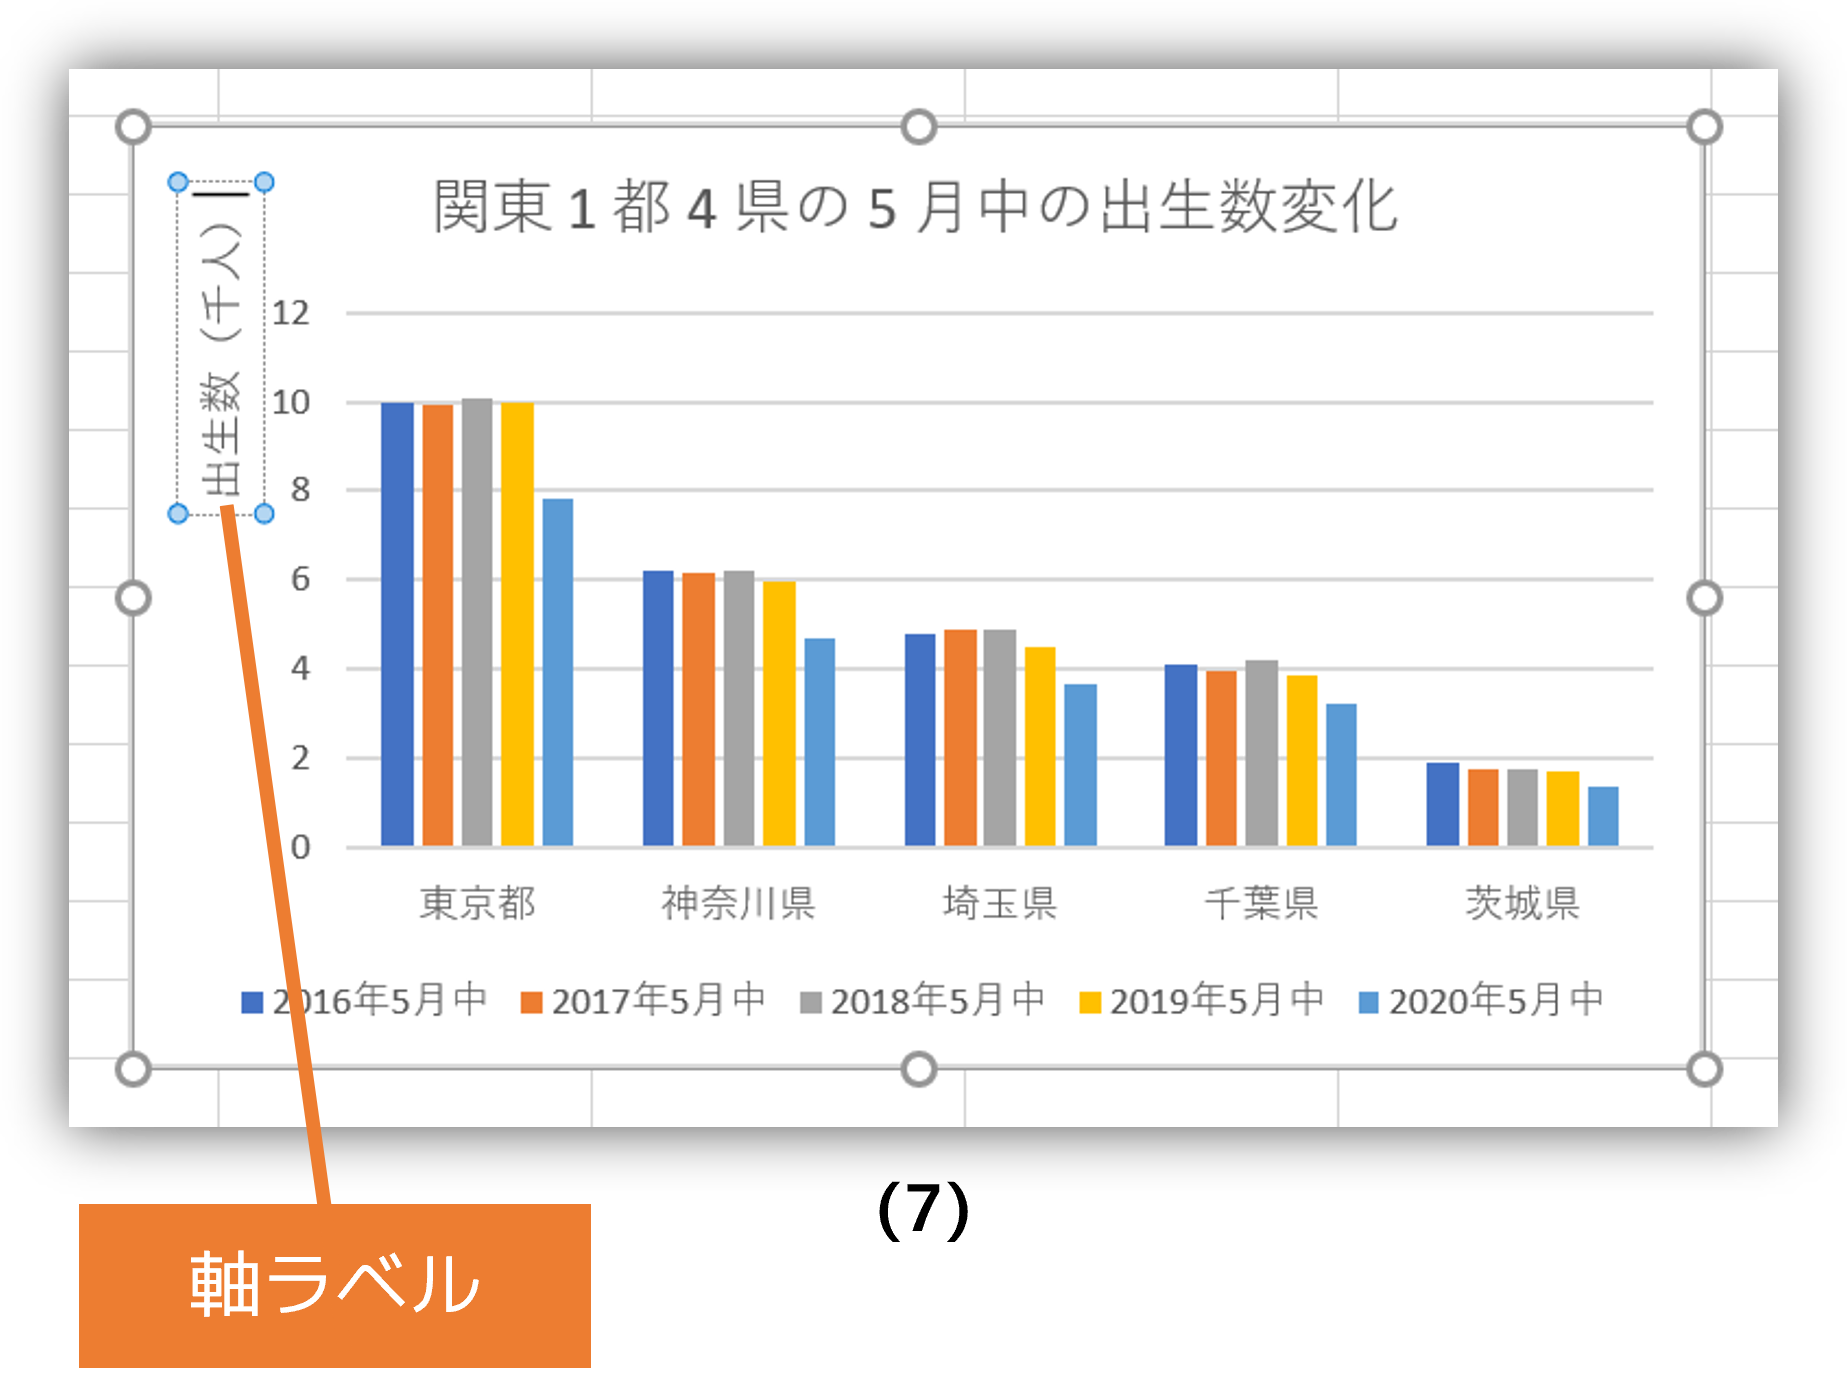 関東1都4県の5月中の出生数変化
出生数（千人）
12
10
8
6
4
2
0
東京都 神奈川県 埼玉県 千葉県 茨城県
2016年5月中 2017年5月中 2018年5月中 2019年5月中 2020年5月中
(7)
軸ラベル